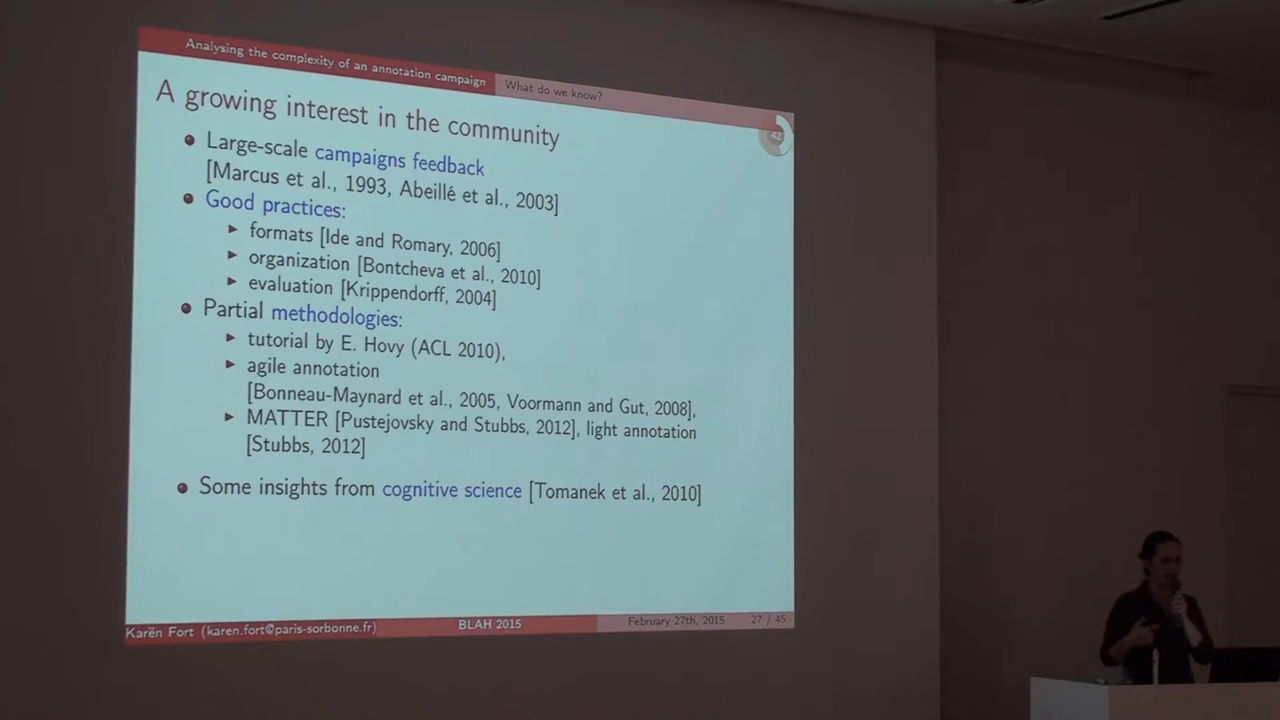 Analysing the complexity of an annotation campaign
What do we know?
A growing interest in the community
42
Large-scale campaigns feedback
[Marcus et al., 1993, Abeillé et al., 2003]
Good practices:
formats [Ide and Romary, 2006]
organization [Bontcheva et al., 2010]
evaluation [Krippendorff, 2004]
Partial methodologies:
tutorial by E. Hovy (ACL 2010),
agile annotation
[Bonneau-Maynard et al., 2005, Voormann and Gut, 2008],
MATTER [Pustejovsky and Stubbs, 2012], light annotation
[Stubbs, 2012]
Some insights from cognitive science [Tomanek et al., 2010]
Karën Fort (karen.fort@paris-sorbonne.fr)
BLAH 2015
February 27th, 2015
27 / 45